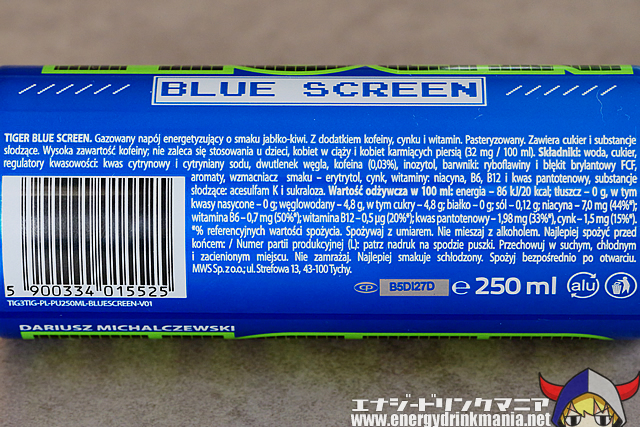 BLUE SCREEN
TIGER BLUE SCREEN. Gazowany napój energetyzujący o smaku jabłko-kiwi. Z dodatkiem kofeiny, cynku i witamin. Pasteryzowany. Zawiera cukier i substancje
słodzące. Wysoka zawartość kofeiny; nie zaleca się stosowania u dzieci, kobiet w ciąży i kobiet karmiących piersią (32 mg / 100 ml). Składniki: woda, cukier,
regulatory kwasowości: kwas cytrynowy i cytryniany sodu, dwutlenek węgla, kofeina (0,03%), inozytol, barwniki: ryboflawiny i błękit brylantowy FCF,
aromaty, wzmacniacz smaku – erytrytol, cynk, witaminy: niacyna, B6, B12 i kwas pantotenowy, substancje
słodzące: acesulfam K i sukraloza. Wartość odżywcza w 100 ml: energia – 86 kJ/20 kcal; tłuszcz – 0 g, w tym
kwasy nasycone – 0 g; węglowodany – 4,8 g, w tym cukry – 4,8 g; białko – 0 g; sól – 0,12 g; niacyna – 7,0 mg (44%*);
witamina B6 – 0,7 mg (50%*); witamina B12 – 0,5 µg (20%*); kwas pantotenowy – 1,98 mg (33%*), cynk – 1,5 mg (15%*).
*% referencyjnych wartości spożycia. Spożywaj z umiarem. Nie mieszaj z alkoholem. Najlepiej spożyć przed
końcem: / Numer partii produkcyjnej (L): patrz nadruk na spodzie puszki. Przechowuj w suchym, chłodnym
i zacienionym miejscu. Nie zamrażaj. Najlepiej smakuje schłodzony. Spożyj bezpośrednio po otwarciu.
MWS Sp. z o.o.; ul. Strefowa 13, 43-100 Tychy.
5 900334 015525
TIG3TIG-PL-PU250ML-BLUESCREEN-V01
CP B5D127D e 250 ml alu
DARIUSZ MICHALCZEWSKI
エナジードリンクマニア
www.energydrinkmania.com